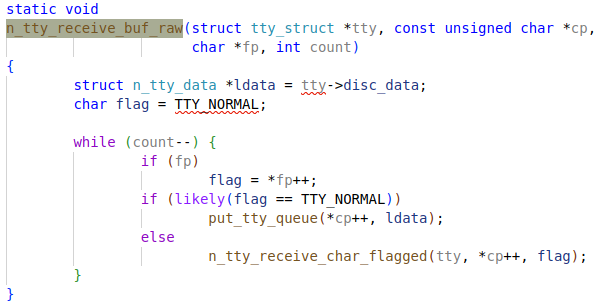 static void
n_tty_receive_buf_raw(struct tty_struct *tty, const unsigned char *cp,
                      char *fp, int count)
{
        struct n_tty_data *ldata = tty->disc_data;
        char flag = TTY_NORMAL;

        while (count--) {
                if (fp)
                        flag = *fp++;
                if (likely(flag == TTY_NORMAL))
                        put_tty_queue(*cp++, ldata);
                else
                        n_tty_receive_char_flagged(tty, *cp++, flag);
        }
}